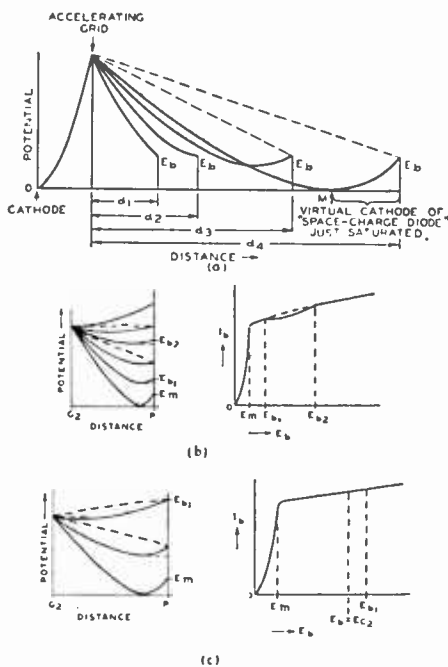 ACCELERATING
GRID
POTENTIAL
Eb
Eb
Eb
Eb
O
M
CATHODE
d1
d2
d3
d4
VIRTUAL CATHODE OF
"SPACE-CHARGE DIODE"
JUST SATURATED.
DISTANCE
(a)
POTENTIAL
Eb2
Eb1
Em
G2
P
DISTANCE
Ib
O
Em
Eb1
Eb2
Eb
(b)
POTENTIAL
Eb1
Em
G2
P
DISTANCE
Ib
Em
Eb = EC2
Eb1
Eb
(c)